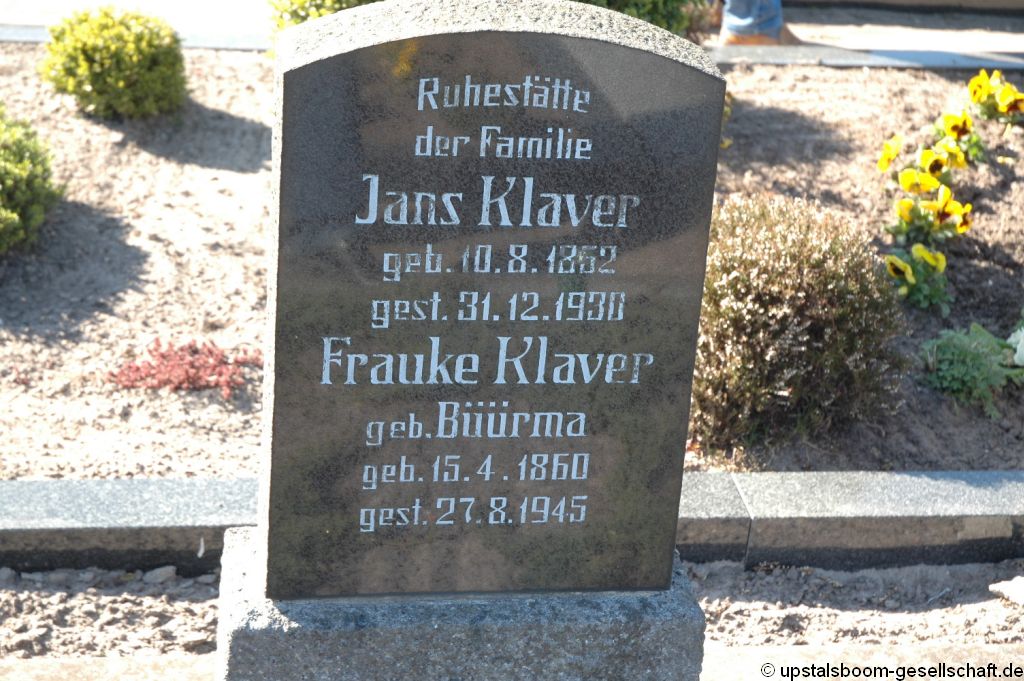 Ruhestätte
der Familie
Jans Klaver
geb. 10.8.1862
gest. 31.12.1930
Frauke Klaver
geb. Büürma
geb. 15.4.1860
gest. 27.8.1945
© upstalsboom-gesellschaft.de